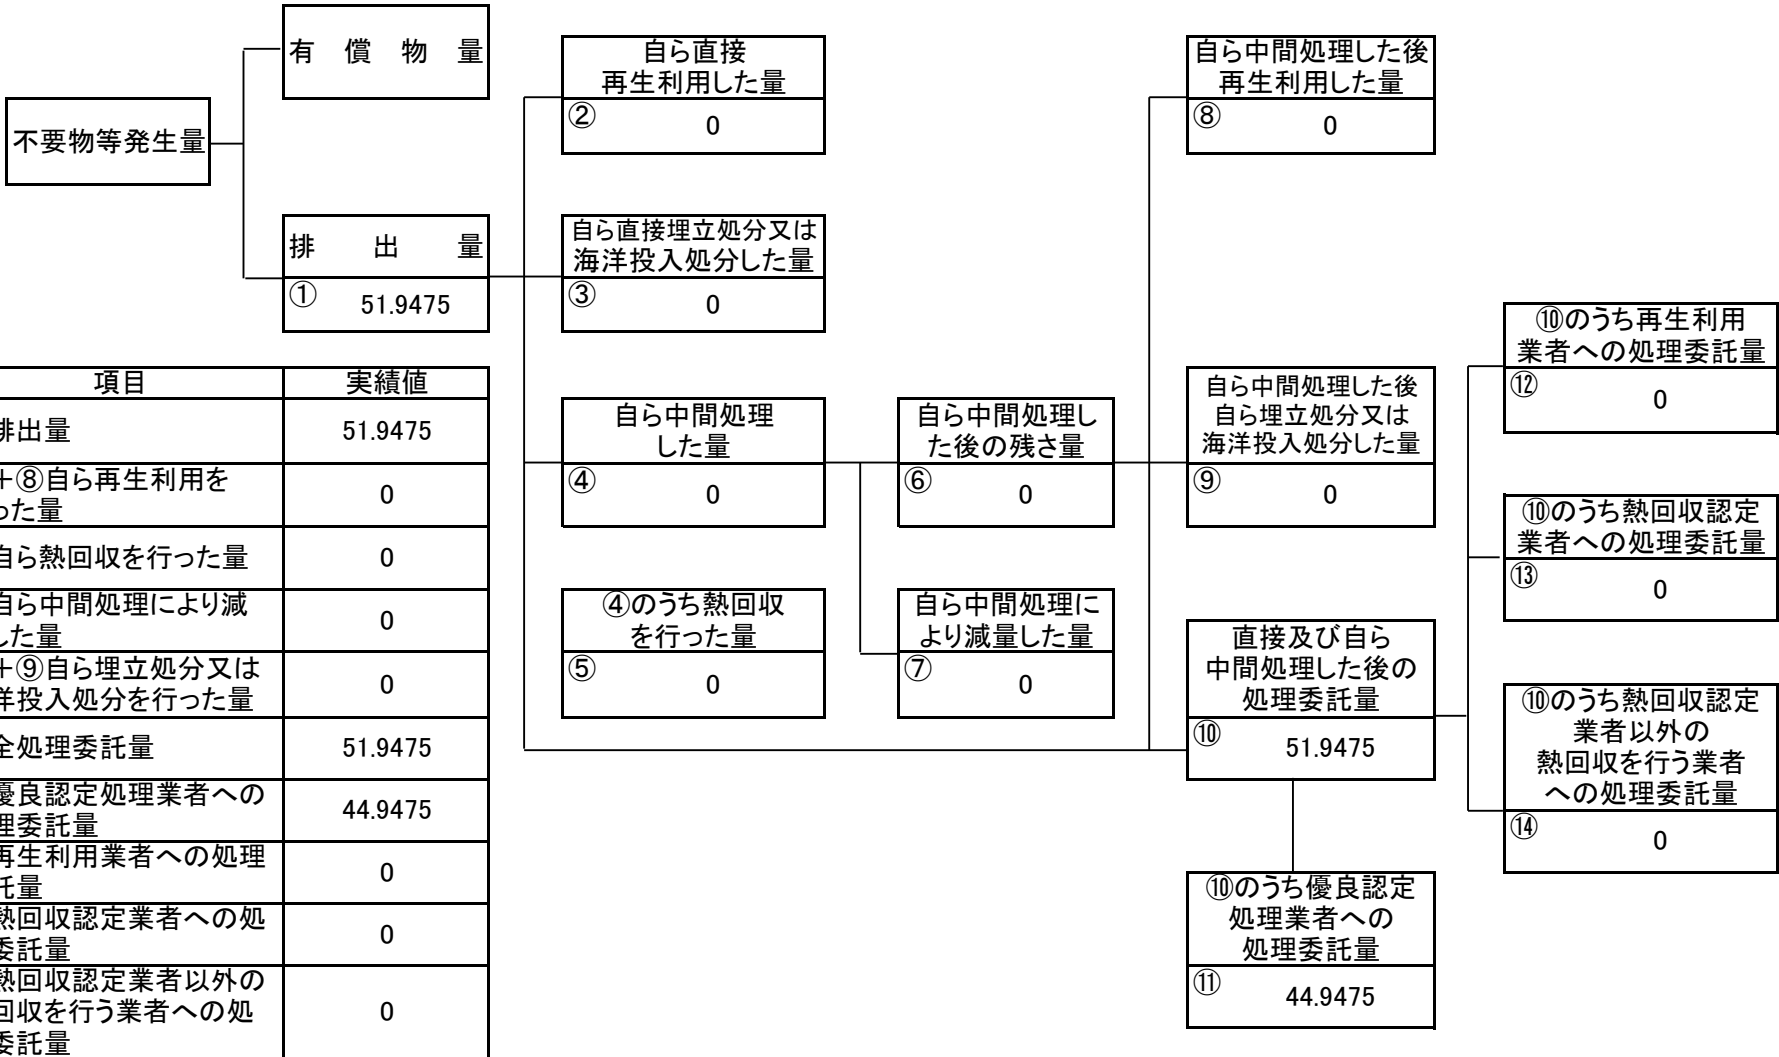 有償物量
不要物等発生量
排出量
① 51.9475
自ら直接
再生利用した量
② 0
自ら直接埋立処分又は
海洋投入処分した量
③ 0
自ら中間処理
した量
④ 0
④のうち熱回収
を行った量
⑤ 0
自ら中間処理し
た後の残さ量
⑥ 0
自ら中間処理に
より減量した量
⑦ 0
自ら中間処理した後
再生利用した量
⑧ 0
自ら中間処理した後
自ら埋立処分又は
海洋投入処分した量
⑨ 0
直接及び自ら
中間処理した後の
処理委託量
⑩ 51.9475
⑩のうち優良認定
処理業者への
処理委託量
⑪ 44.9475
⑩のうち再生利用
業者への処理委託量
⑫ 0
⑩のうち熱回収認定
業者への処理委託量
⑬ 0
⑩のうち熱回収認定
業者以外の
熱回収を行う業者
への処理委託量
⑭ 0
項目 実績値
排出量 51.9475
+⑧自ら再生利用を
った量 0
自ら熱回収を行った量 0
自ら中間処理により減
した量 0
+⑨自ら埋立処分又は
洋投入処分を行った量 0
全処理委託量 51.9475
優良認定処理業者への
理委託量 44.9475
再生利用業者への処理
託量 0
熱回収認定業者への処
委託量 0
熱回収認定業者以外の
回収を行う業者への処
委託量 0